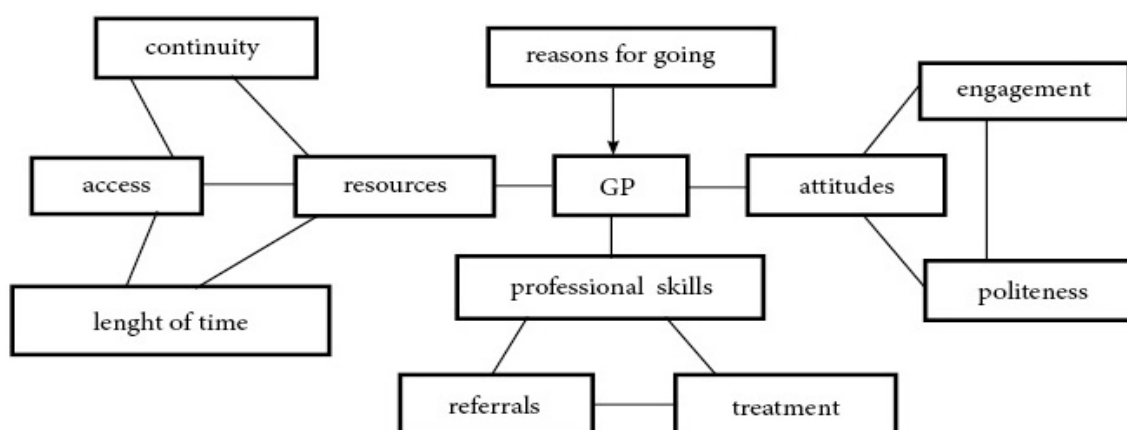 continuity
reasons for going
engagement
access
resources
GP
attitudes
professional skills
politeness
lenght of time
referrals
treatment